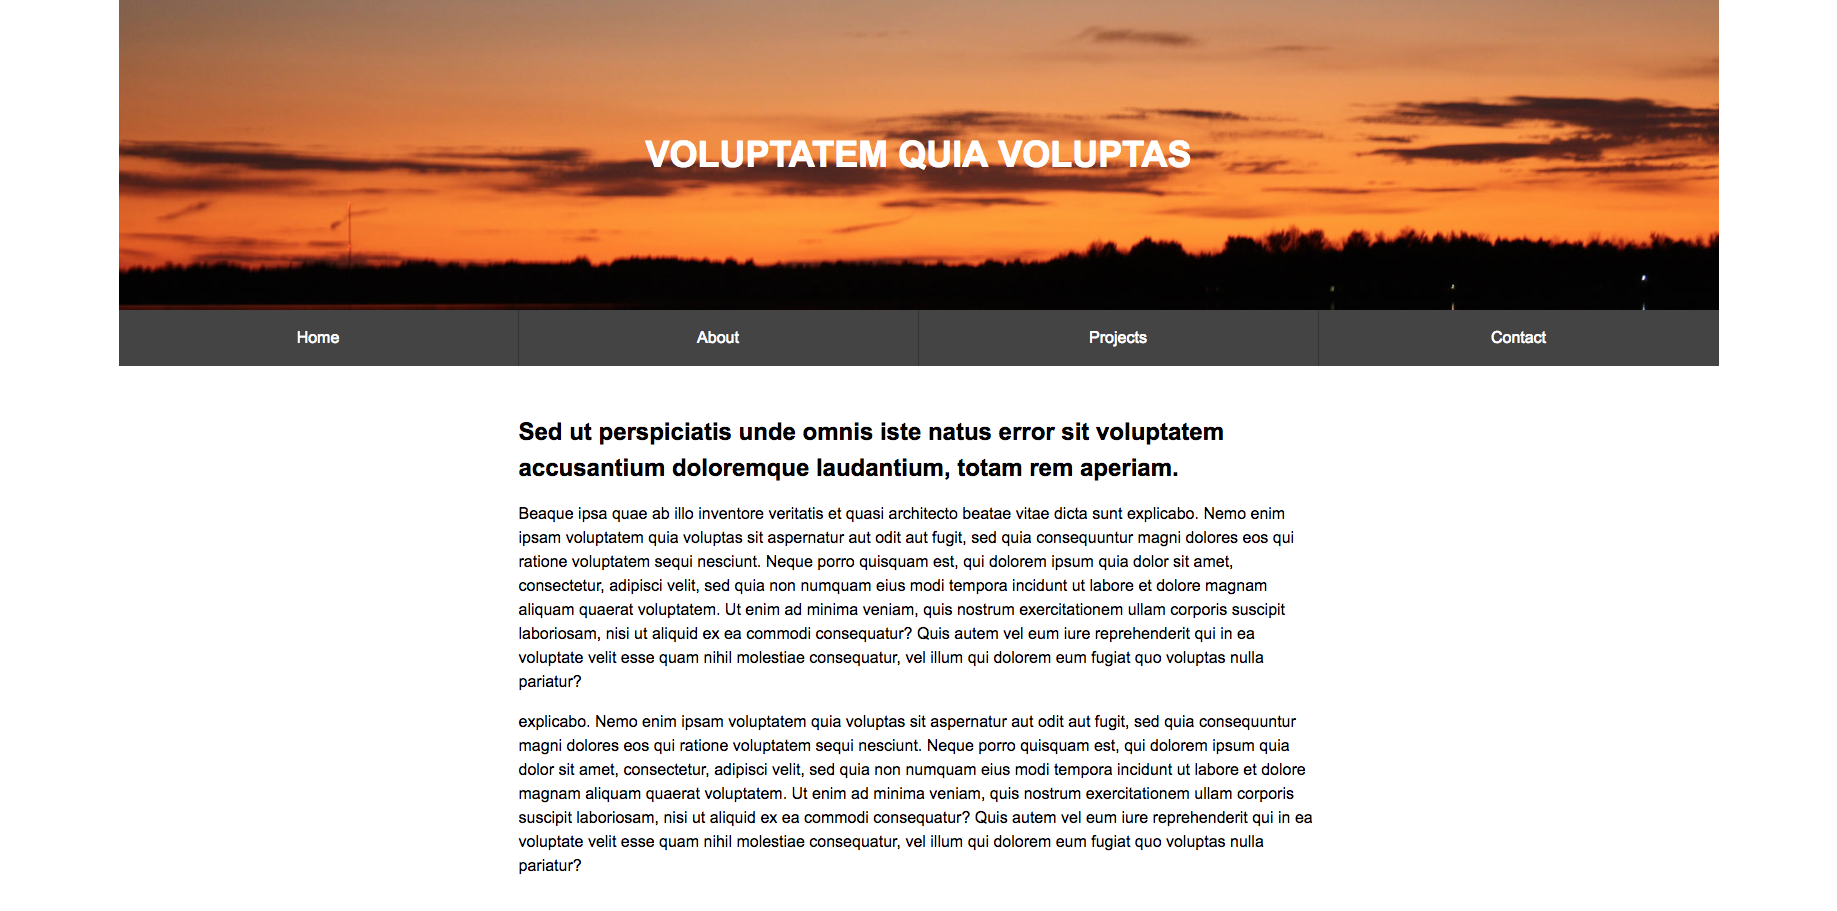 VOLUPTATEM QUIA VOLUPTAS
Home About Projects Contact
Sed ut perspiciatis unde omnis iste natus error sit voluptatem
accusantium doloremque laudantium, totam rem aperiam.
Beaque ipsa quae ab illo inventore veritatis et quasi architecto beatae vitae dicta sunt explicabo. Nemo enim
ipsam voluptatem quia voluptas sit aspernatur aut odit aut fugit, sed quia consequuntur magni dolores eos qui
ratione voluptatem sequi nesciunt. Neque porro quisquam est, qui dolorem ipsum quia dolor sit amet,
consectetur, adipisci velit, sed quia non numquam eius modi tempora incidunt ut labore et dolore magnam
aliquam quaerat voluptatem. Ut enim ad minima veniam, quis nostrum exercitationem ullam corporis suscipit
laboriosam, nisi ut aliquid ex ea commodi consequatur? Quis autem vel eum iure reprehenderit qui in ea
voluptate velit esse quam nihil molestiae consequatur, vel illum qui dolorem eum fugiat quo voluptas nulla
pariatur?
explicabo. Nemo enim ipsam voluptatem quia voluptas sit aspernatur aut odit aut fugit, sed quia consequuntur
magni dolores eos qui ratione voluptatem sequi nesciunt. Neque porro quisquam est, qui dolorem ipsum quia
dolor sit amet, consectetur, adipisci velit, sed quia non numquam eius modi tempora incidunt ut labore et dolore
magnam aliquam quaerat voluptatem. Ut enim ad minima veniam, quis nostrum exercitationem ullam corporis
suscipit laboriosam, nisi ut aliquid ex ea commodi consequatur? Quis autem vel eum iure reprehenderit qui in ea
voluptate velit esse quam nihil molestiae consequatur, vel illum qui dolorem eum fugiat quo voluptas nulla
pariatur?